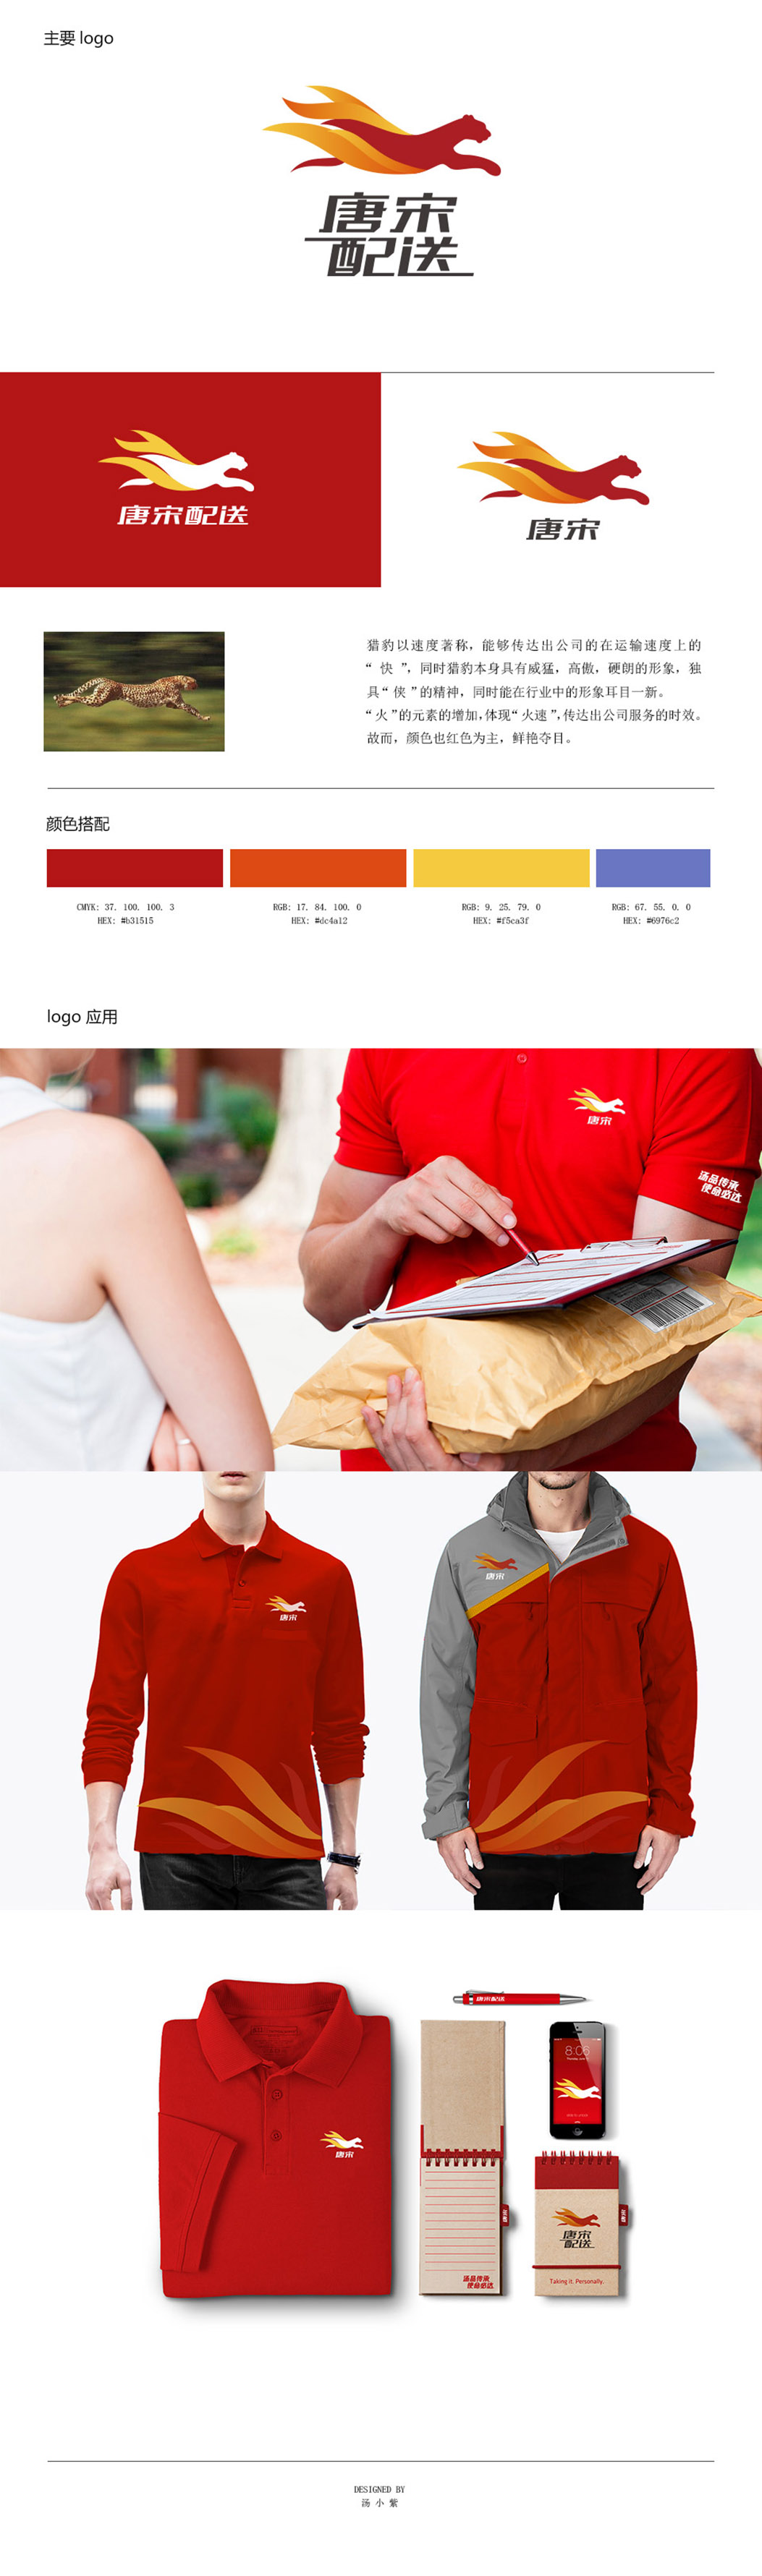 主要 logo
唐宋
配送
唐宋配送
唐宋
猎豹以速度著称，能够传达出公司的在运输速度上的
“ 快 ”，同时猎豹本身具有威猛，高傲，硬朗的形象，独
具“ 侠 ”的精神，同时能在行业中的形象耳目一新。
“火”的元素的增加,体现“火速”,传达出公司服务的时效。
故而，颜色也红色为主，鲜艳夺目。
颜色搭配
CMYK: 37. 100. 100. 3
HEX: #b31515
RGB: 17. 84. 100. 0
HEX: #dc4a12
RGB: 9. 25. 79. 0
HEX: #f5ca3f
RGB: 67. 55. 0. 0
HEX: #6976c2
logo 应用
唐宋
汤品传承
使命必达
唐宋
唐宋
唐宋配送
8:06
唐宋
唐宋
配送
汤品传承
使命必达
Taking it. Personally.
DESIGNED BY
汤 小 紫